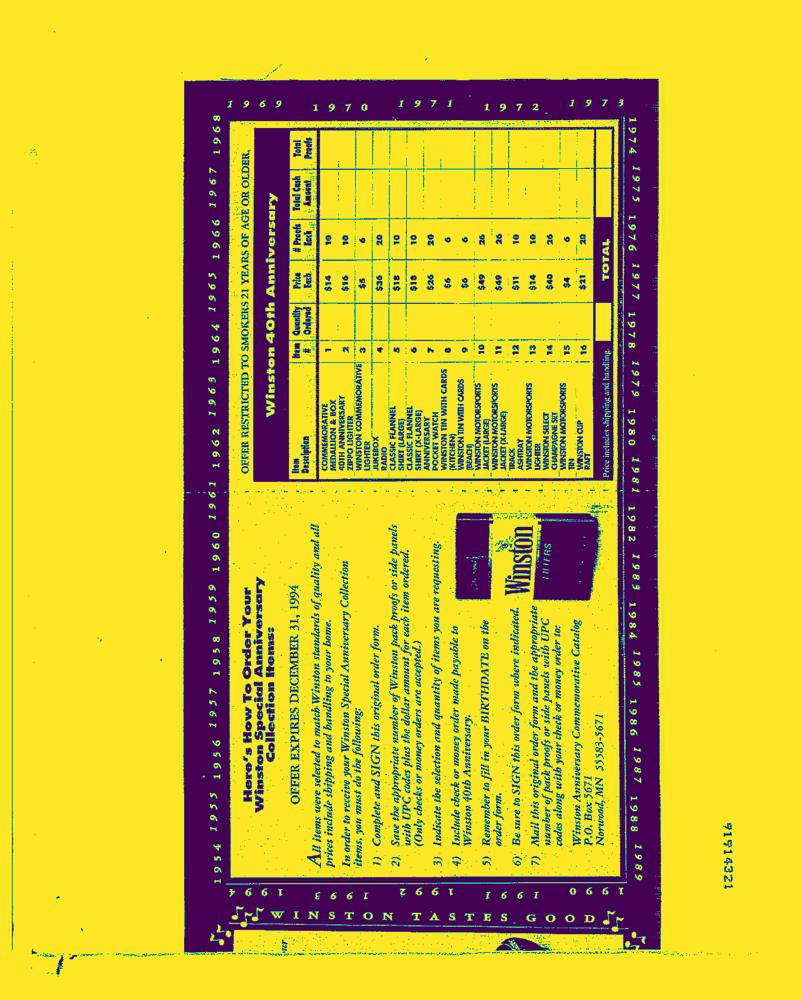 1954 1955 1956 1957 1958 1959 1960 1961 1962 1963 1964 1965 1966 1967 1968
1969 1970 1971 1972 1973
1974 1975 1976 1977 1978 1979 1980 1981 1982 1983 1984 1985 1986 1987 1988 1989
1990 1991 1992 1993 1994
WINSTON TASTES GOOD
Here's How To Order Your
Winston Special Anniversary
Collection Items:
OFFER EXPIRES DECEMBER 31, 1994
All items were selected to match Winston standards of quality and all
prices include shipping and handling to your home.
In order to receive your Winston Special Anniversary Collection
items, you must do the following:
1) Complete and SIGN this original order form.
2) Save the appropriate number of Winston pack proofs or side panels
with UPC codes plus the dollar amount for each item ordered.
(Only checks or money orders are accepted.)
3) Indicate the selection and quantity of items you are requesting.
4) Include check or money order made payable to
Winston 40th Anniversary.
5) Remember to fill in your BIRTHDATE on the
order form.
6) Be sure to SIGN this order form where indicated.
7) Mail this original order form and the appropriate
number of pack proofs or side panels with UPC
codes along with your check or money order to:
Winston Anniversary Commemorative Catalog
P.O. Box 5671
Norwood, MN 55583-5671
Winston
FILTERS
OFFER RESTRICTED TO SMOKERS 21 YEARS OF AGE OR OLDER.
Winston 40th Anniversary
Item Description Item # Quantity Ordered Price Each # Proofs Each Total Cash Amount Total Proofs
COMMEMORATIVE MEDALLION & BOX 1 $14 10
40TH ANNIVERSARY ZIPPO LIGHTER 2 $16 10
WINSTON COMMEMORATIVE LIGHTER 3 $5 6
JUKEBOX RADIO 4 $36 20
CLASSIC FLANNEL SHIRT (LARGE) 5 $18 10
CLASSIC FLANNEL SHIRT (X-LARGE) 6 $18 10
ANNIVERSARY POCKET WATCH 7 $26 20
WINSTON TIN WITH CARDS (KITCHEN) 8 $6 6
WINSTON TIN WITH CARDS (BEACH) 9 $6 6
WINSTON MOTORSPORTS JACKET (LARGE) 10 $49 26
WINSTON MOTORSPORTS JACKET (X-LARGE) 11 $49 26
TRACK ASHTRAY 12 $11 10
WINSTON MOTORSPORTS LIGHTER 13 $14 10
WINSTON SELECT CHAMPAGNE SET 14 $40 26
WINSTON MOTORSPORTS TIN 15 $4 6
WINSTON CUP RAFT 16 $21 20
Price includes shipping and handling.
TOTAL
91914321